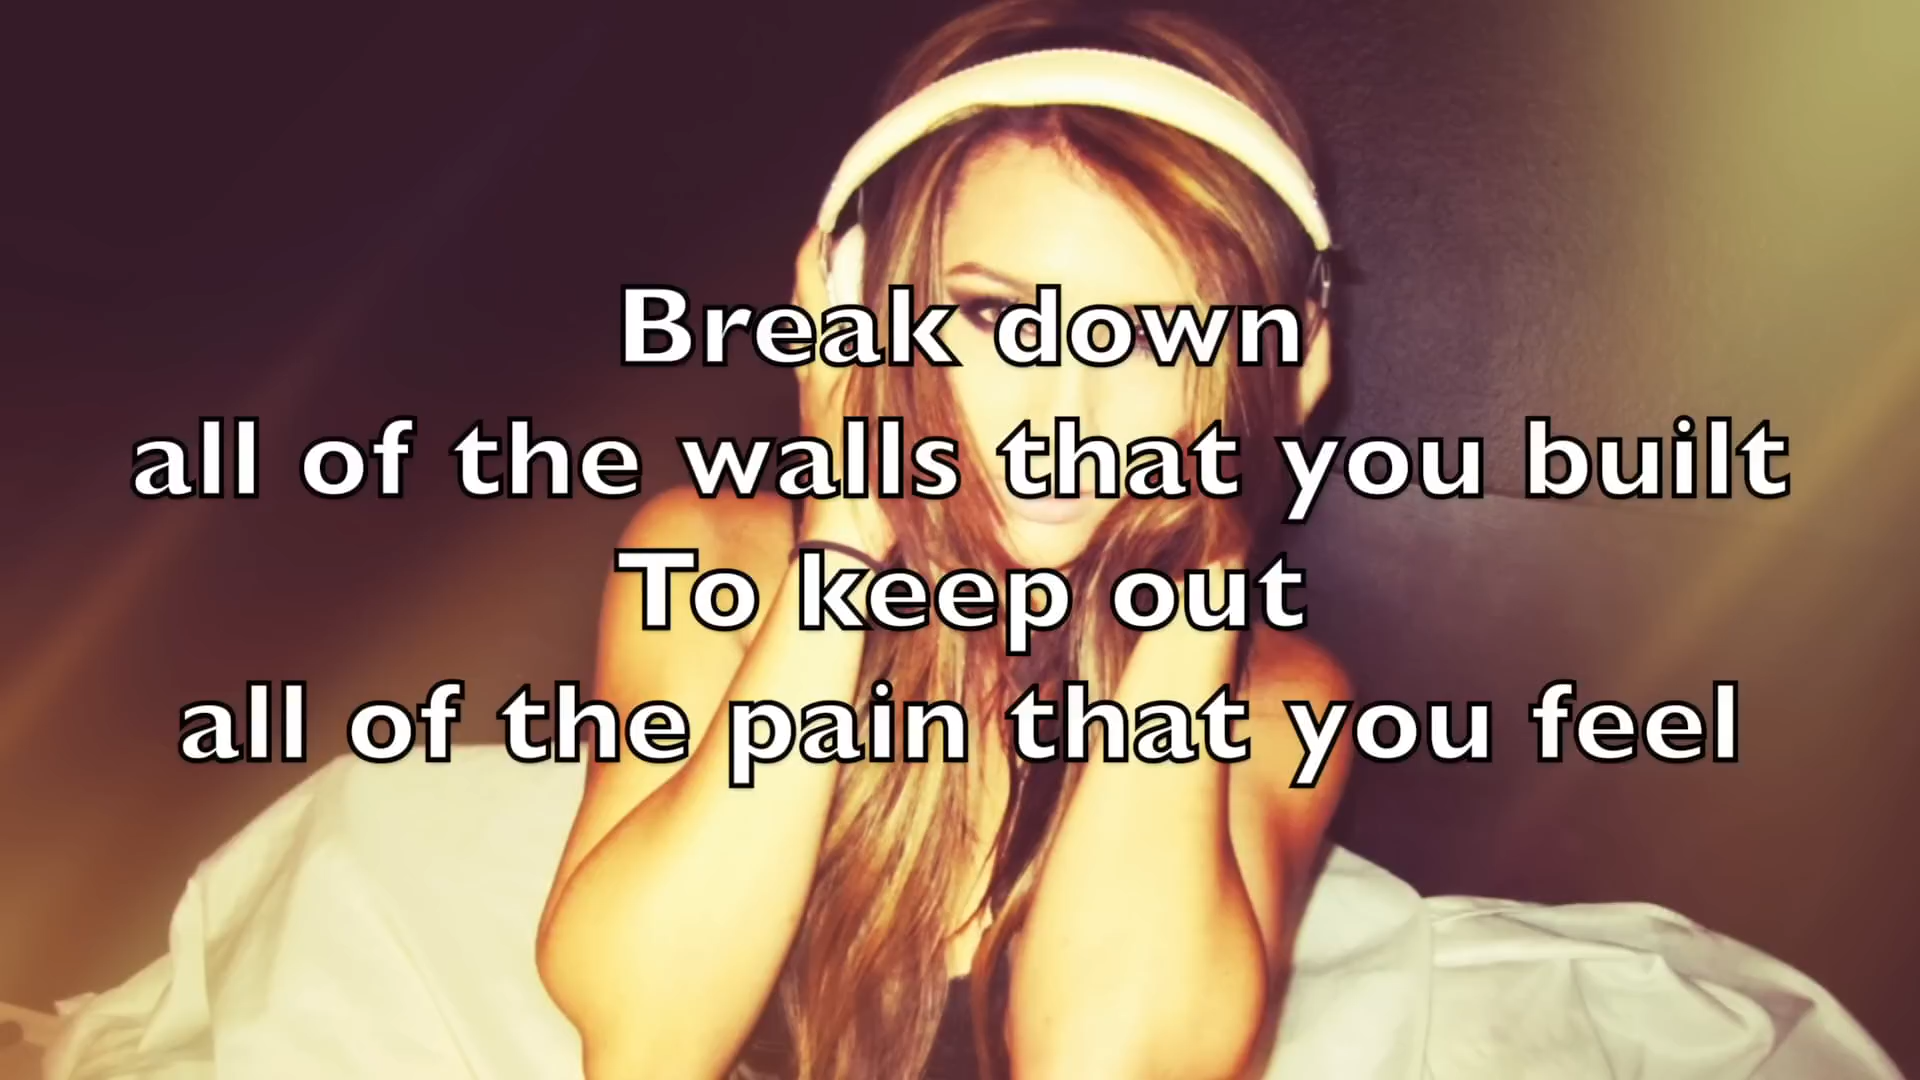 Break down
all of the walls that you built
To keep out
all of the pain that you feel